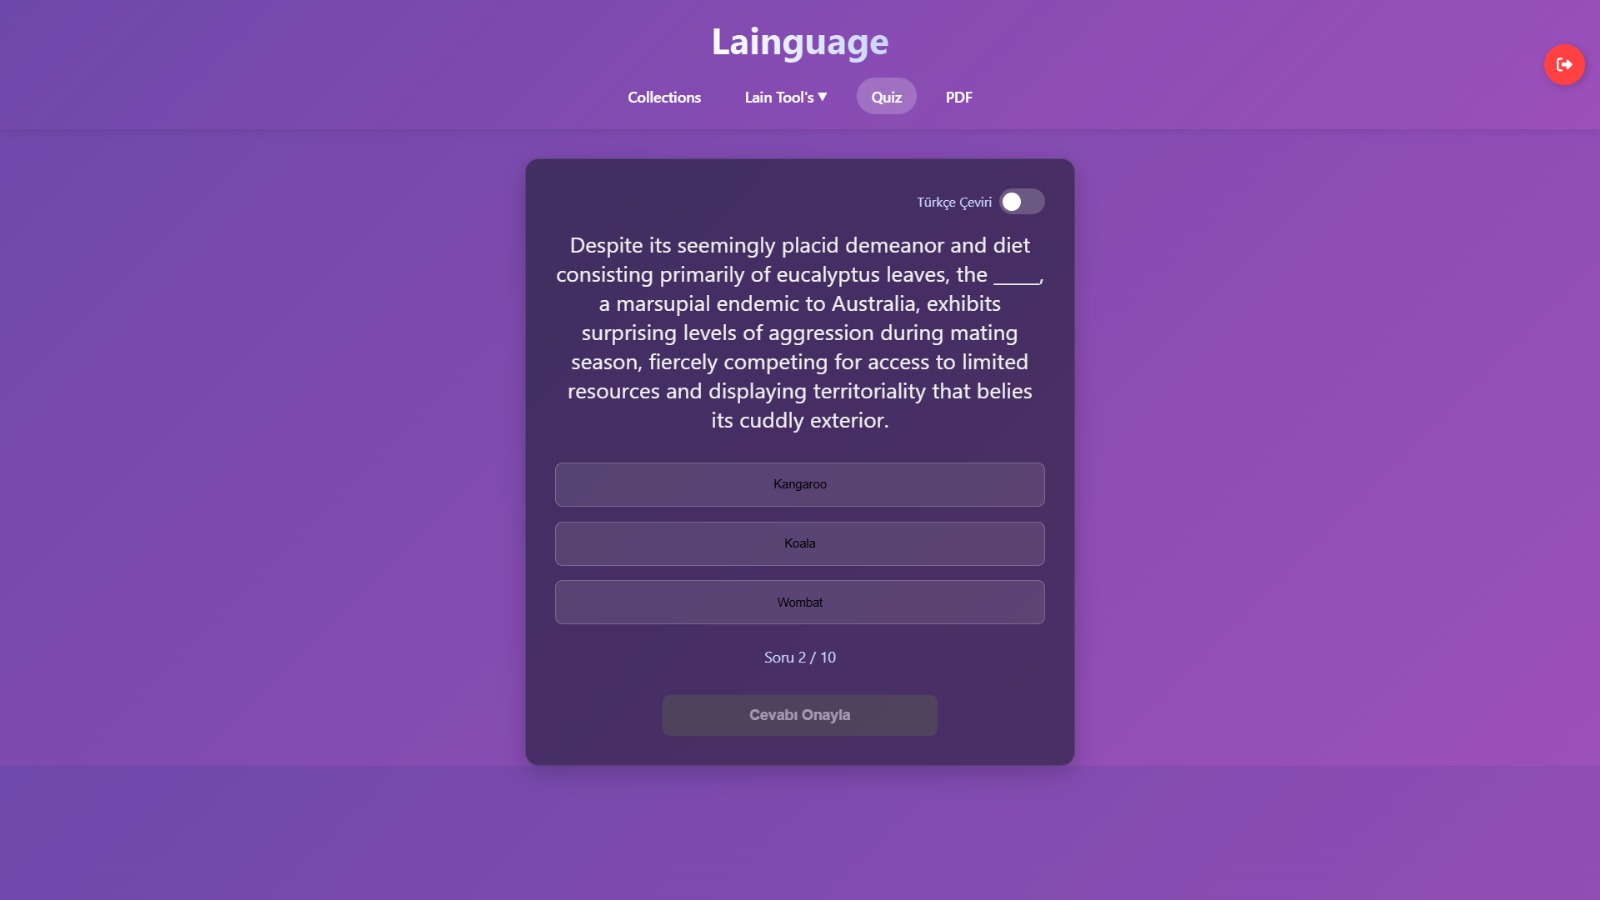 Lainguage
Collections
Lain Tool's ▼
Quiz
PDF
Türkçe Çeviri
Despite its seemingly placid demeanor and diet
consisting primarily of eucalyptus leaves, the _____,
a marsupial endemic to Australia, exhibits
surprising levels of aggression during mating
season, fiercely competing for access to limited
resources and displaying territoriality that belies
its cuddly exterior.
Kangaroo
Koala
Wombat
Soru 2 / 10
Cevabı Onayla